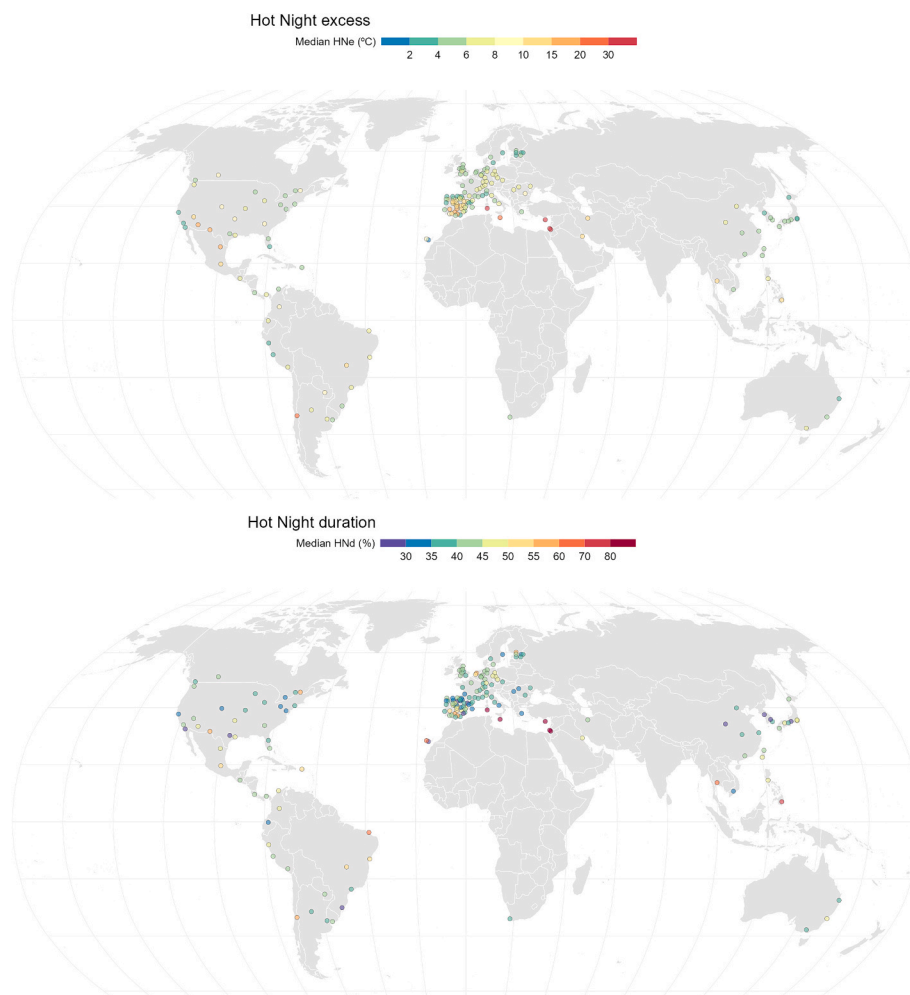 Hot Night excess
Median HNe (ºC)
2 4 6 8 10 15 20 30
Hot Night duration
Median HNd (%)
30 35 40 45 50 55 60 70 80